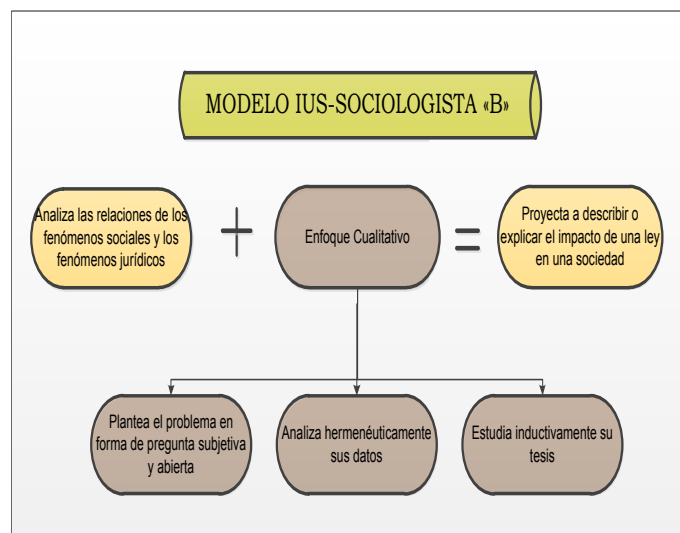 MODELO IUS-SOCIOLOGISTA «B»
Analiza las relaciones de los
fenómenos sociales y los
fenómenos jurídicos
+
Enfoque Cualitativo
=
Proyecta a describir o
explicar el impacto de una ley
en una sociedad
Plantea el problema en
forma de pregunta subjetiva
y abierta
Analiza hermenéuticamente
sus datos
Estudia inductivamente su
tesis